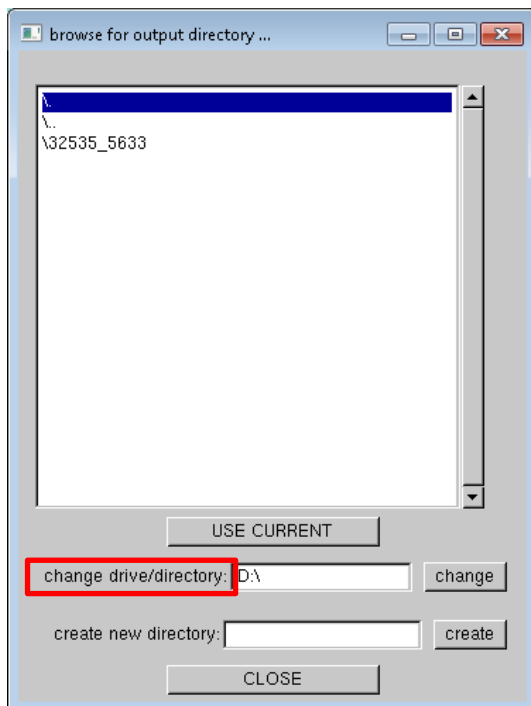 browse for output directory ...
\.
\..
\32535_5633
USE CURRENT
change drive/directory: D:\ change
create new directory: create
CLOSE